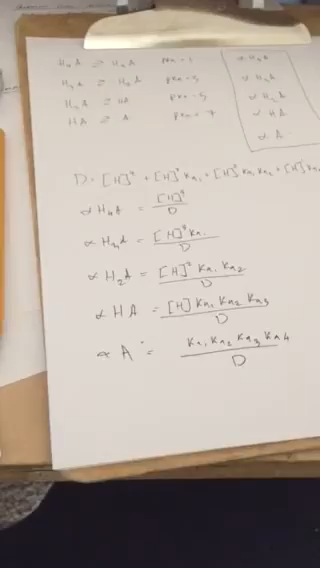 H₄A ⇌ H₃A pKa = 1
H₃A ⇌ H₂A pKa = 3
H₂A ⇌ HA pKa = 5
HA ⇌ A pKa = 7
α H₄A
α H₃A
α H₂A
α HA
α A
D = [H]⁴ + [H]³ Ka₁ + [H]² Ka₁ Ka₂ + [H] Ka
α H₄A = [H]⁴ / D
α H₃A = [H]³ Ka₁ / D
α H₂A = [H]² Ka₁ Ka₂ / D
α HA = [H] Ka₁ Ka₂ Ka₃ / D
α A = Ka₁ Ka₂ Ka₃ Ka₄ / D